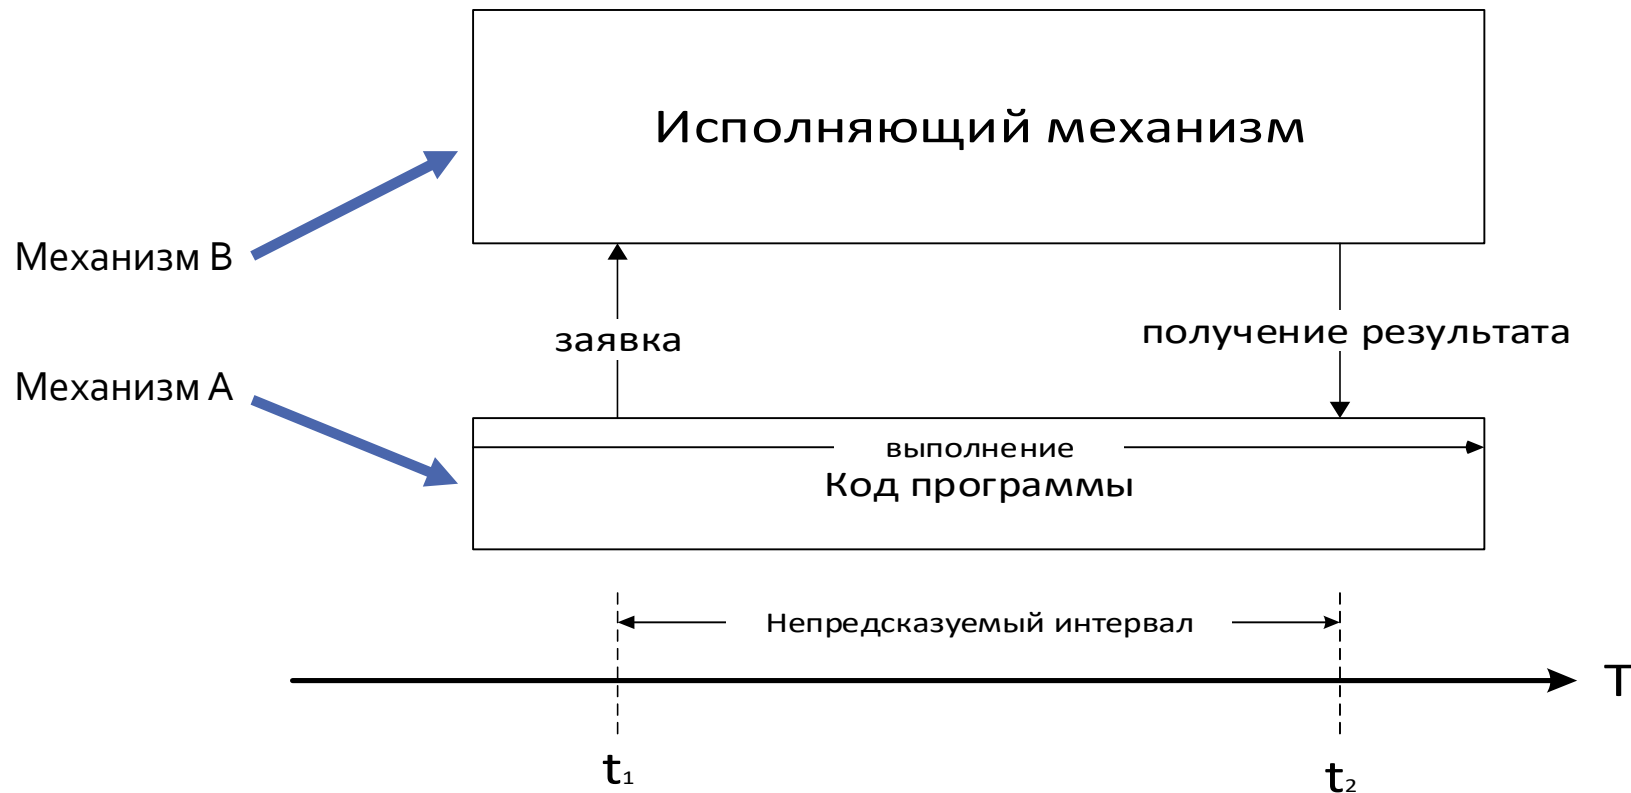 Исполняющий механизм
Механизм B
заявка
получение результата
Механизм A
выполнение
Код программы
Непредсказуемый интервал
T
t₁
t₂